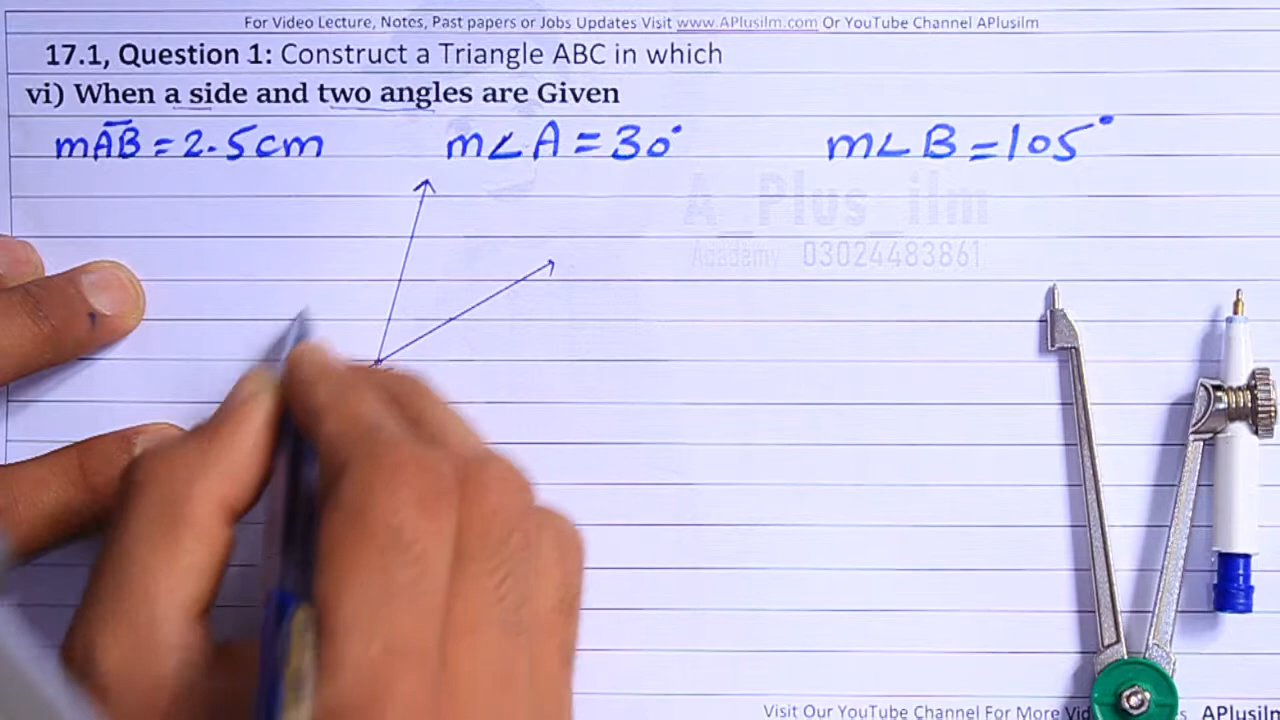 For Video Lecture, Notes, Past papers or Jobs Updates Visit www.APlusilm.com Or YouTube Channel APlusilm
17.1, Question 1: Construct a Triangle ABC in which
vi) When a side and two angles are Given
mAB = 2.5cm m∠A = 30° m∠B = 105°
A_Plus_ilm
Academy 03024483861
Visit Our YouTube Channel For More APlusilm